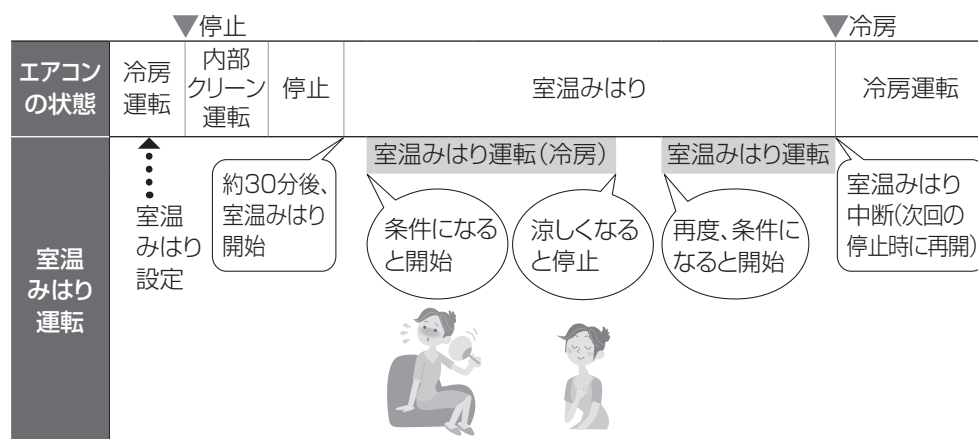 ▼停止
▼冷房
エアコン
の状態
冷房
運転
内部
クリーン
運転
停止
室温みはり
冷房運転
室温
みはり
運転
室温
みはり
設定
約30分後、
室温みはり
開始
室温みはり運転(冷房)
条件になる
と開始
涼しくなる
と停止
室温みはり運転
再度、条件に
なると開始
室温みはり
中断(次回の
停止時に再開)